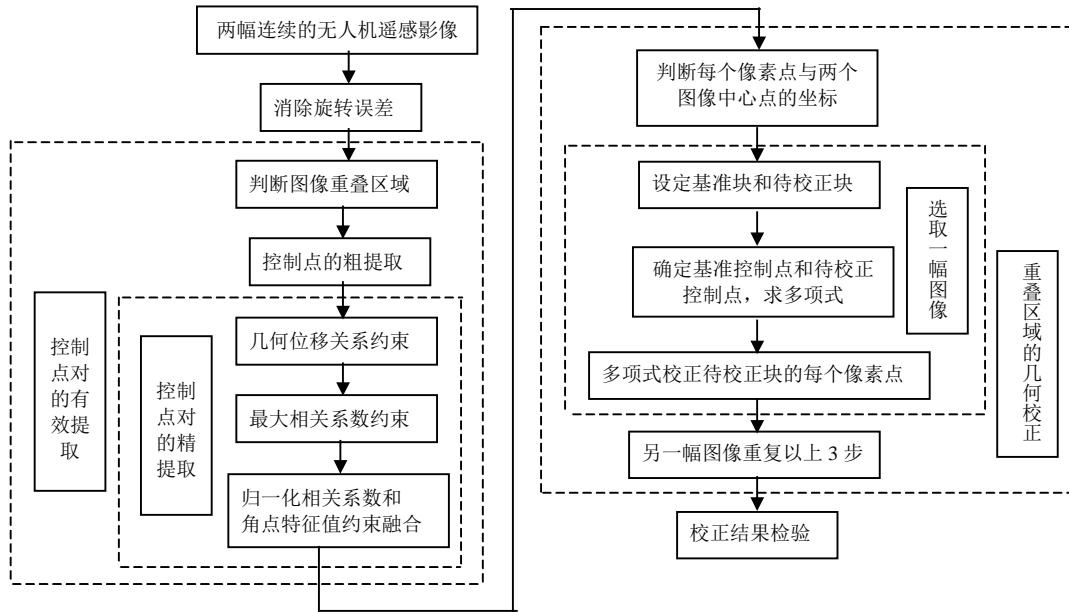 两幅连续的无人机遥感影像
消除旋转误差
判断图像重叠区域
控制点的粗提取
几何位移关系约束
最大相关系数约束
归一化相关系数和
角点特征值约束融合
控制
点对
的精
提取
控制
点对
的有
效提
取
判断每个像素点与两个
图像中心点的坐标
设定基准块和待校正块
确定基准控制点和待校正
控制点，求多项式
多项式校正待校正块的每个像素点
选取一幅图像
另一幅图像重复以上 3 步
重叠区域的几何校正
校正结果检验